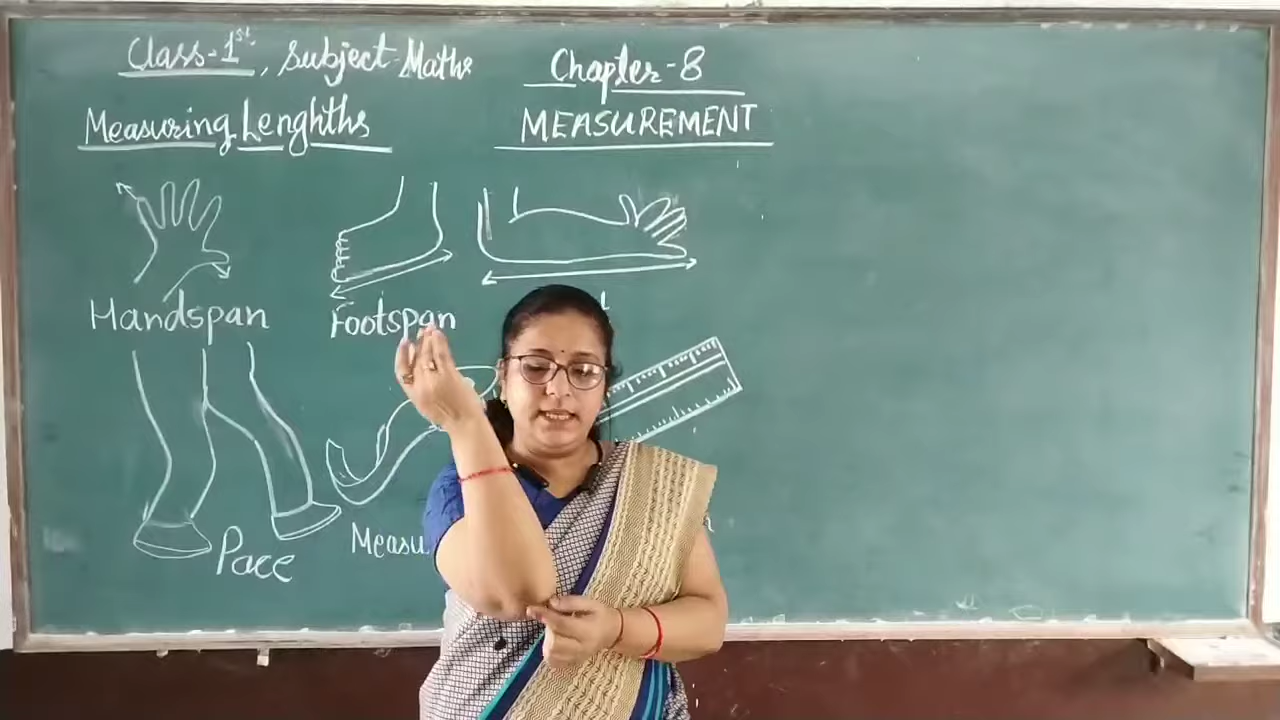 Class-1st, Subject-Maths
Chapter-8
Measuring Lenghths
MEASUREMENT
Handspan
Footspan
Pace
Measu